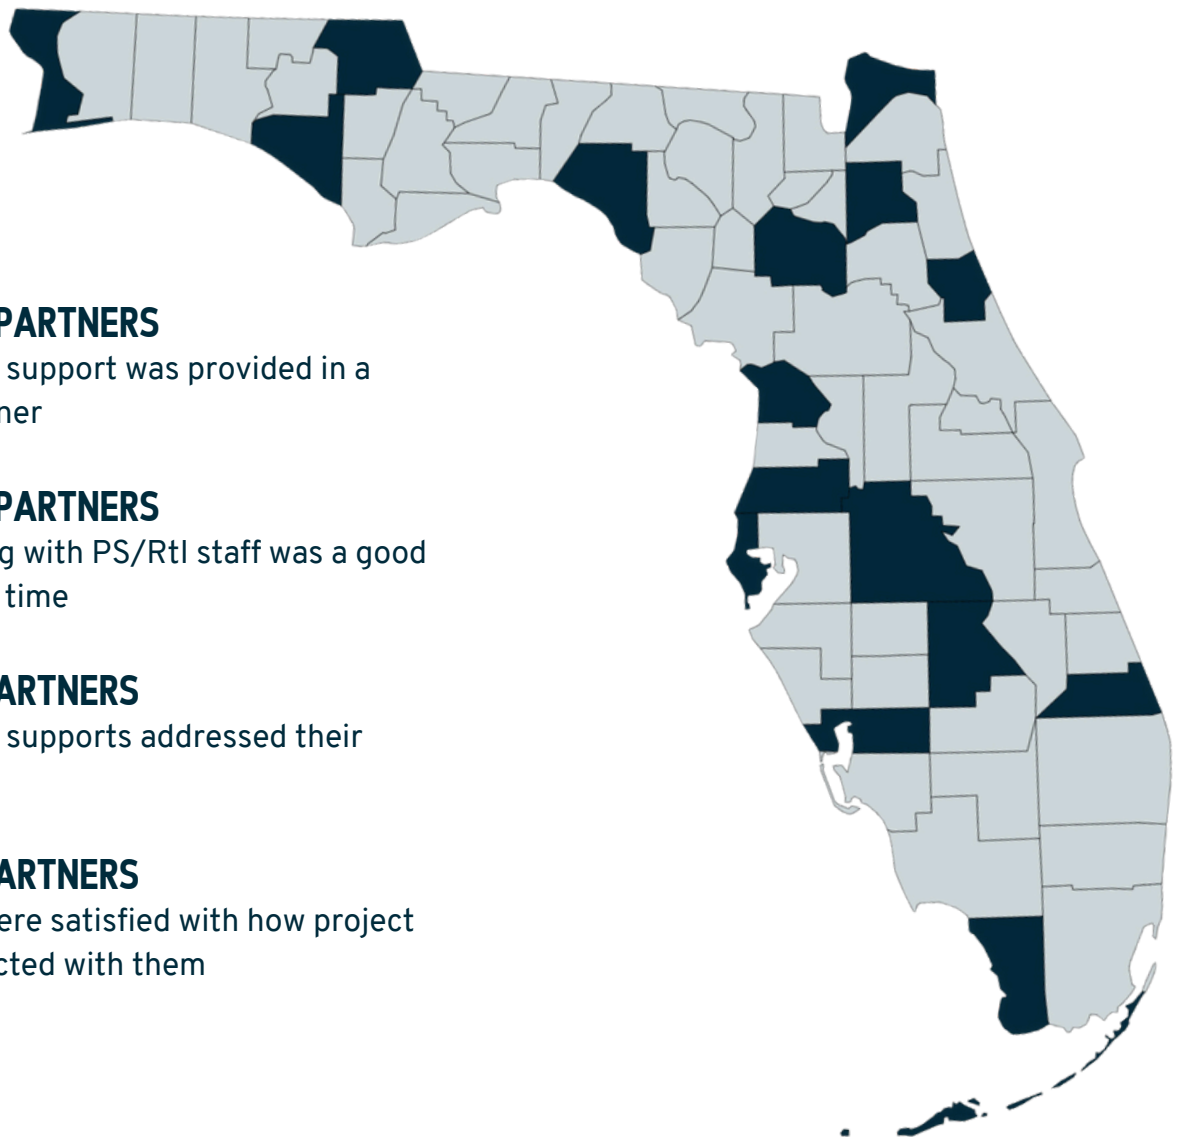 PARTNERS
support was provided in a
ner
PARTNERS
g with PS/RtI staff was a good
time
ARTNERS
supports addressed their
ARTNERS
ere satisfied with how project
cted with them